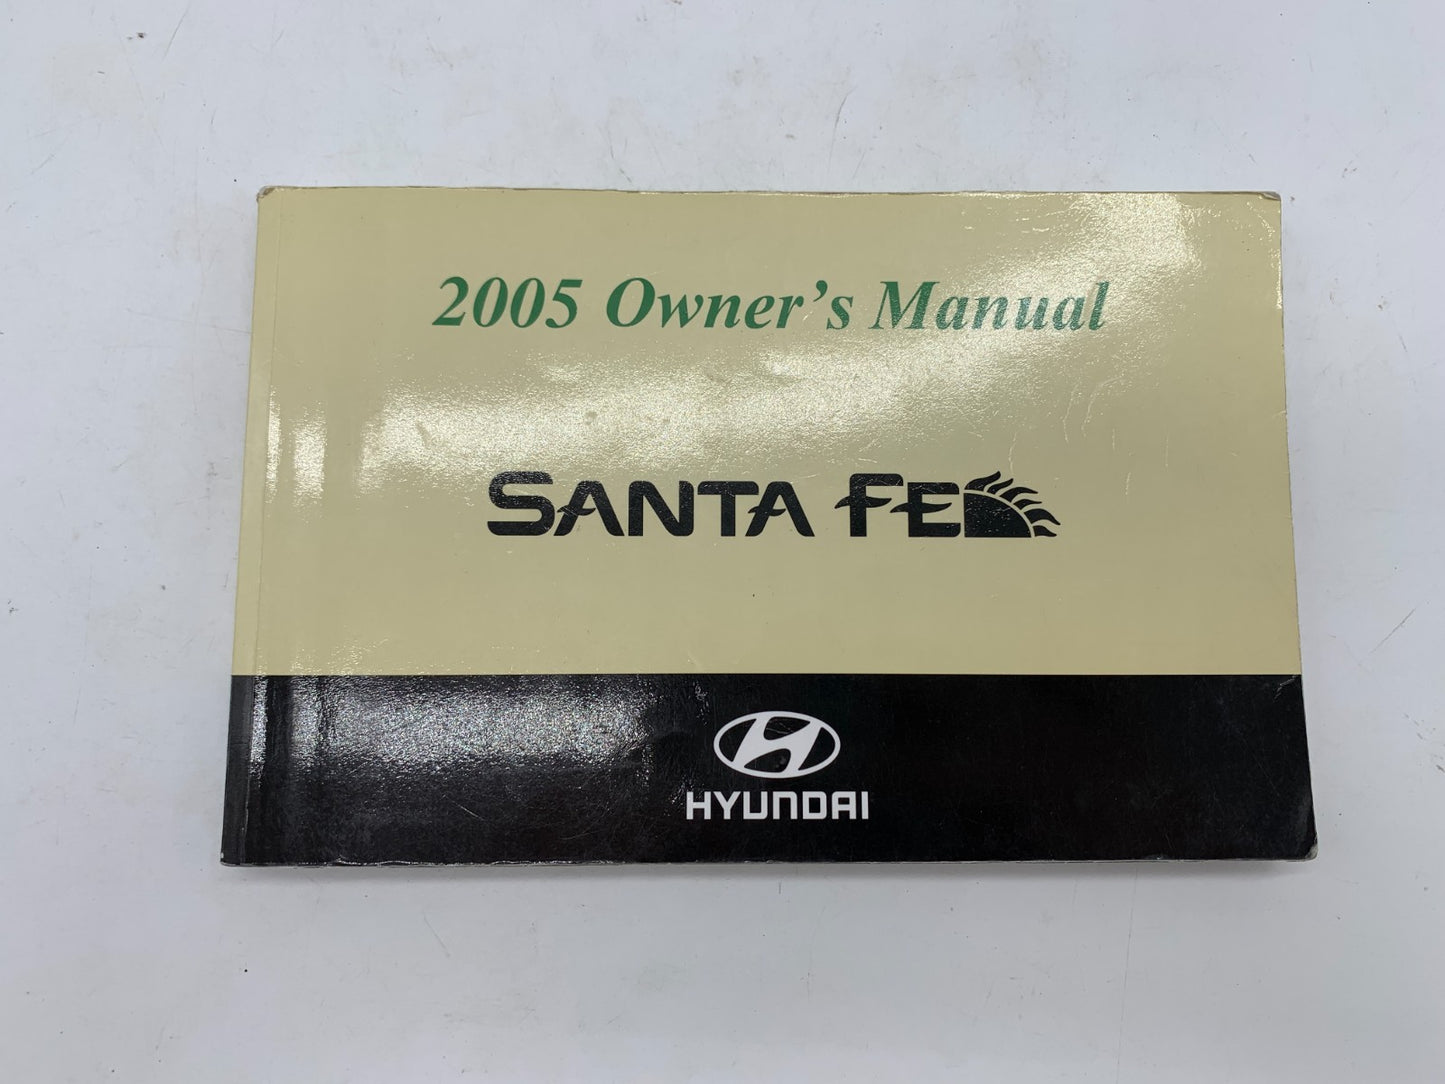 2005 Owner's Manual
SANTA FE
HYUNDAI